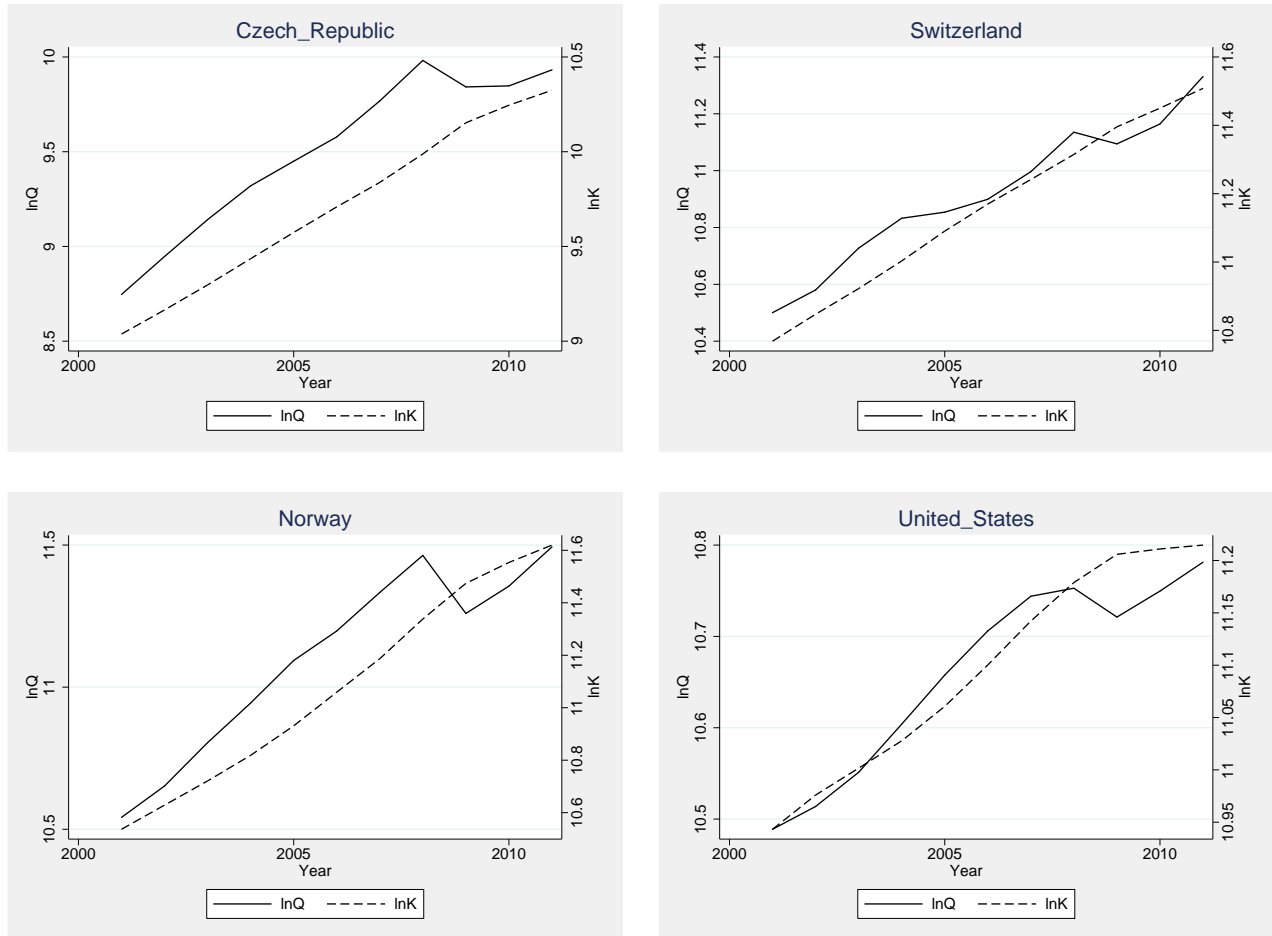 Czech_Republic
10
9.5
9
8.5
lnQ
10.5
10
9.5
9
lnK
2000 2005 2010
Year
lnQ lnK
Switzerland
11.4
11.2
11
10.8
10.6
10.4
lnQ
11.6
11.4
11.2
11
10.8
lnK
2000 2005 2010
Year
lnQ lnK
Norway
11.5
11
10.5
lnQ
11.6
11.4
11.2
11
10.8
10.6
lnK
2000 2005 2010
Year
lnQ lnK
United_States
10.8
10.7
10.6
10.5
lnQ
11.2
11.15
11.1
11.05
11
10.95
lnK
2000 2005 2010
Year
lnQ lnK